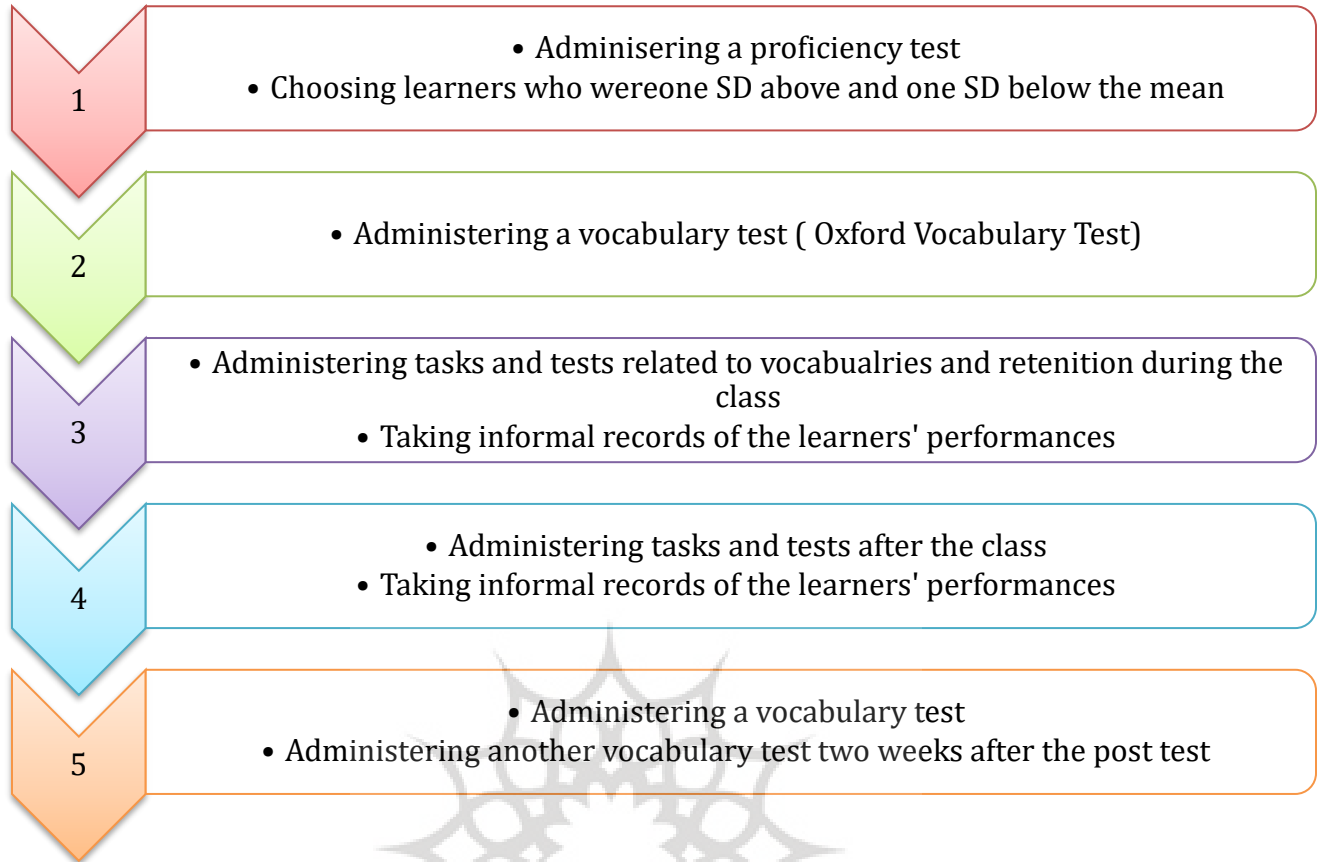 1
• Adminisering a proficiency test
• Choosing learners who wereone SD above and one SD below the mean
2
• Administering a vocabulary test ( Oxford Vocabulary Test)
3
• Administering tasks and tests related to vocabualries and retenition during the
class
• Taking informal records of the learners' performances
4
• Administering tasks and tests after the class
• Taking informal records of the learners' performances
5
• Administering a vocabulary test
• Administering another vocabulary test two weeks after the post test